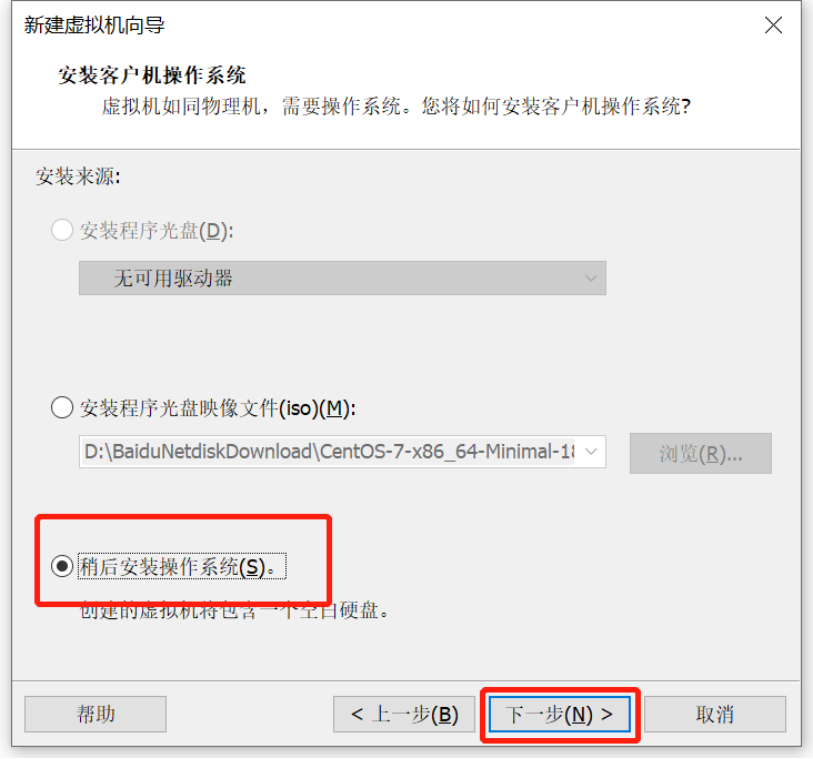 新建虚拟机向导
安装客户机操作系统
虚拟机如同物理机，需要操作系统。您将如何安装客户机操作系统?
安装来源:
安装程序光盘(D):
无可用驱动器
安装程序光盘映像文件(iso)(M):
D:\BaiduNetdiskDownload\CentOS-7-x86_64-Minimal-18
浏览(R)...
稍后安装操作系统(S)。
创建的虚拟机将包含一个空白硬盘。
帮助
< 上一步(B)
下一步(N) >
取消